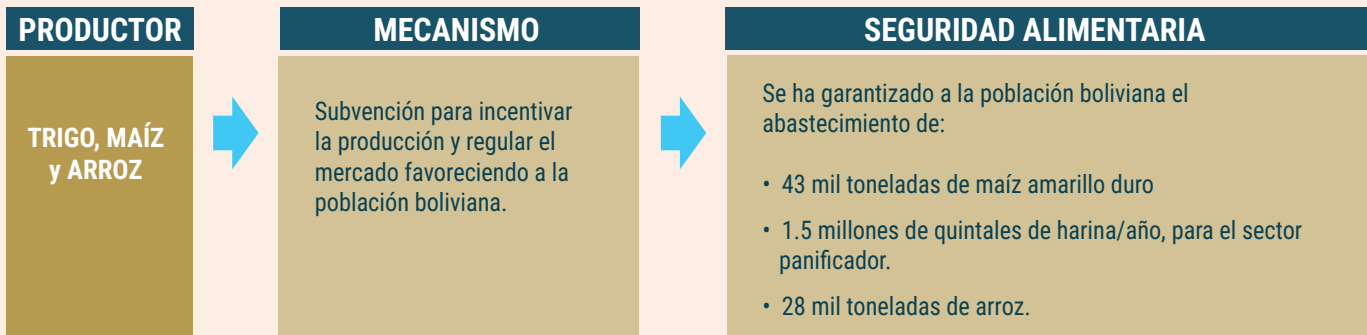 PRODUCTOR
TRIGO, MAÍZ
y ARROZ
MECANISMO
Subvención para incentivar
la producción y regular el
mercado favoreciendo a la
población boliviana.
SEGURIDAD ALIMENTARIA
Se ha garantizado a la población boliviana el
abastecimiento de:
• 43 mil toneladas de maíz amarillo duro
• 1.5 millones de quintales de harina/año, para el sector
panificador.
• 28 mil toneladas de arroz.